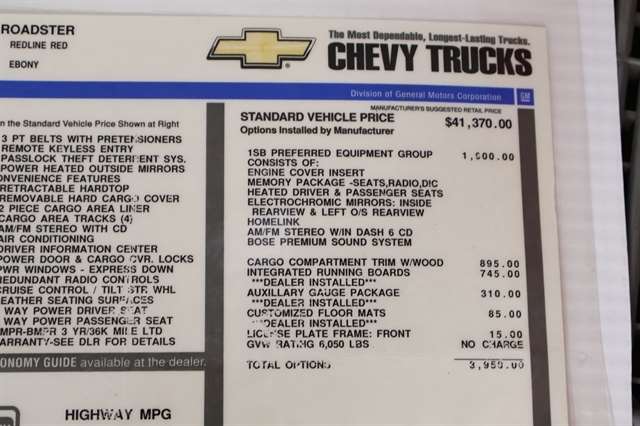 ROADSTER
REDLINE RED
EBONY
The Most Dependable, Longest-Lasting Trucks.
CHEVY TRUCKS
Division of General Motors Corporation
GM
in the Standard Vehicle Price Shown at Right
3 PT BELTS WITH PRETENSIONERS
REMOTE KEYLESS ENTRY
PASSLOCK THEFT DETERRENT SYS.
POWER HEATED OUTSIDE MIRRORS
ONVENIENCE FEATURES
RETRACTABLE HARDTOP
REMOVABLE HARD CARGO COVER
2 PIECE CARGO AREA LINER
CARGO AREA TRACKS (4)
AM/FM STEREO WITH CD
AIR CONDITIONING
DRIVER INFORMATION CENTER
POWER DOOR & CARGO CVR. LOCKS
PWR WINDOWS - EXPRESS DOWN
REDUNDANT RADIO CONTROLS
CRUISE CONTROL / TILT STR WHL
LEATHER SEATING SURFACES
WAY POWER DRIVER SEAT
WAY POWER PASSENGER SEAT
MPR-BMPR 3 YR/36K MILE LTD
WARRANTY-SEE DLR FOR DETAILS
ONOMY GUIDE available at the dealer.
HIGHWAY MPG
MANUFACTURER'S SUGGESTED RETAIL PRICE
STANDARD VEHICLE PRICE $41,370.00
Options Installed by Manufacturer
1SB PREFERRED EQUIPMENT GROUP 1,900.00
CONSISTS OF:
ENGINE COVER INSERT
MEMORY PACKAGE -SEATS,RADIO,DIC
HEATED DRIVER & PASSENGER SEATS
ELECTROCHROMIC MIRRORS: INSIDE
REARVIEW & LEFT O/S REARVIEW
HOMELINK
AM/FM STEREO W/IN DASH 6 CD
BOSE PREMIUM SOUND SYSTEM
CARGO COMPARTMENT TRIM W/WOOD 895.00
INTEGRATED RUNNING BOARDS 745.00
***DEALER INSTALLED***
AUXILLARY GAUGE PACKAGE 310.00
***DEALER INSTALLED***
CUSTOMIZED FLOOR MATS 85.00
***DEALER INSTALLED***
LICENSE PLATE FRAME: FRONT 15.00
GVW RATING 6,050 LBS NO CHARGE
TOTAL OPTIONS 3,950.00